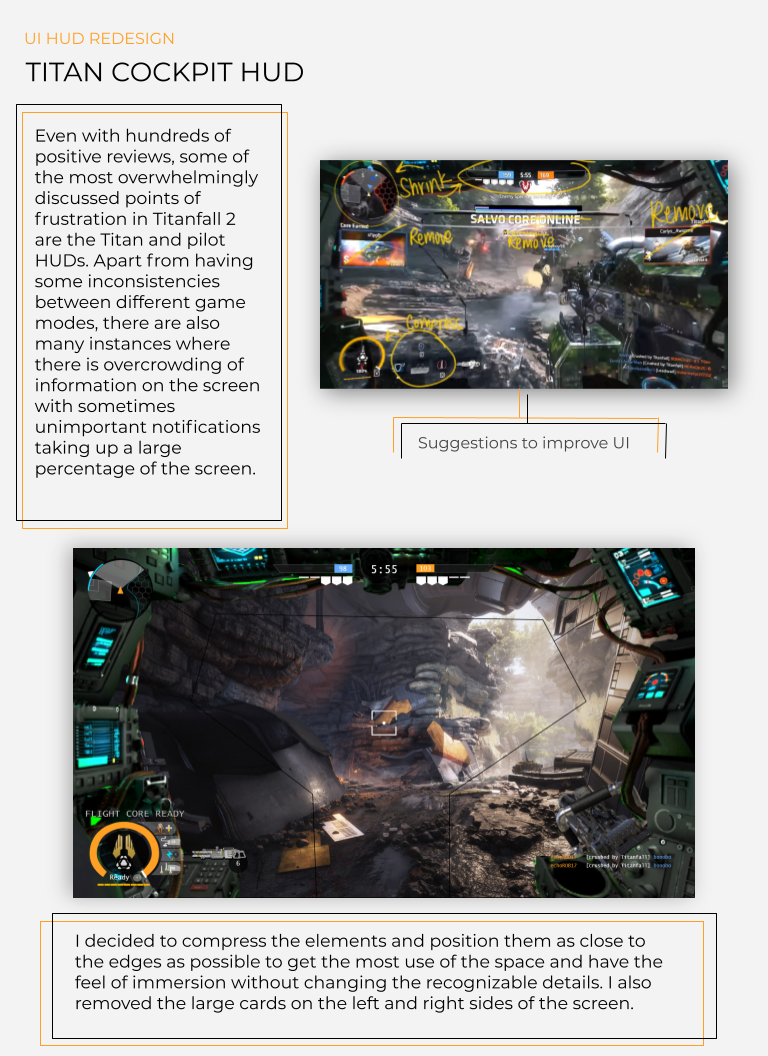 UI HUD REDESIGN
TITAN COCKPIT HUD
Even with hundreds of
positive reviews, some of
the most overwhelmingly
discussed points of
frustration in Titanfall 2
are the Titan and pilot
HUDs. Apart from having
some inconsistencies
between different game
modes, there are also
many instances where
there is overcrowding of
information on the screen
with sometimes
unimportant notifications
taking up a large
percentage of the screen.
Shrink
5:55
SALVO CORE ONLINE
Remove
Remove
Remove
Compress
Suggestions to improve UI
98 5:55 103
FLIGHT CORE READY
Ready
6
[Crushed by Titanfall]
[Crushed by Titanfall]
I decided to compress the elements and position them as close to
the edges as possible to get the most use of the space and have the
feel of immersion without changing the recognizable details. I also
removed the large cards on the left and right sides of the screen.